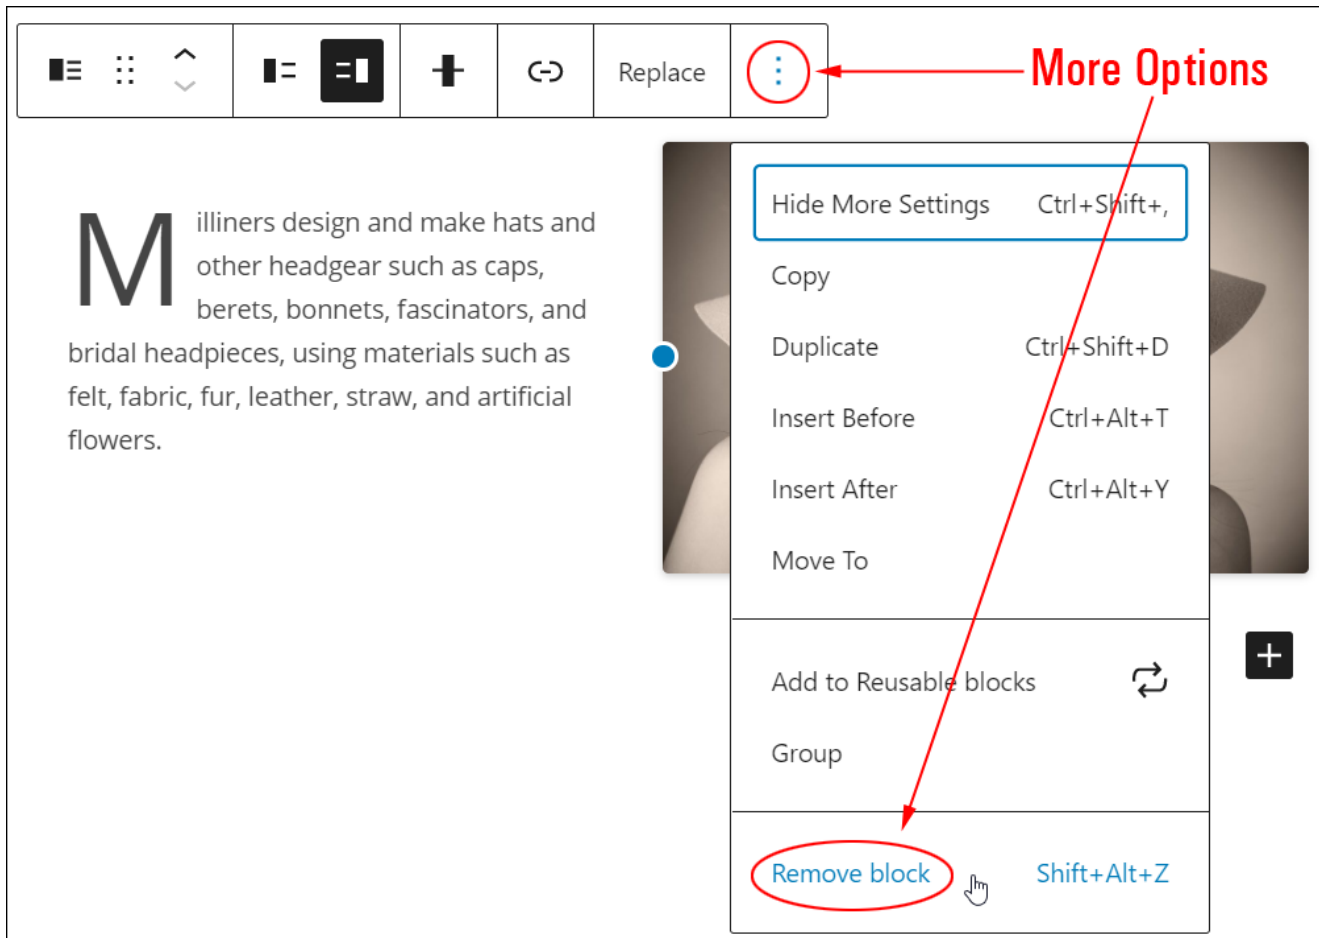 Replace
More Options
Milliners design and make hats and
other headgear such as caps,
berets, bonnets, fascinators, and
bridal headpieces, using materials such as
felt, fabric, fur, leather, straw, and artificial
flowers.
Hide More Settings Ctrl+Shift+,
Copy
Duplicate Ctrl+Shift+D
Insert Before Ctrl+Alt+T
Insert After Ctrl+Alt+Y
Move To
Add to Reusable blocks
Group
Remove block Shift+Alt+Z